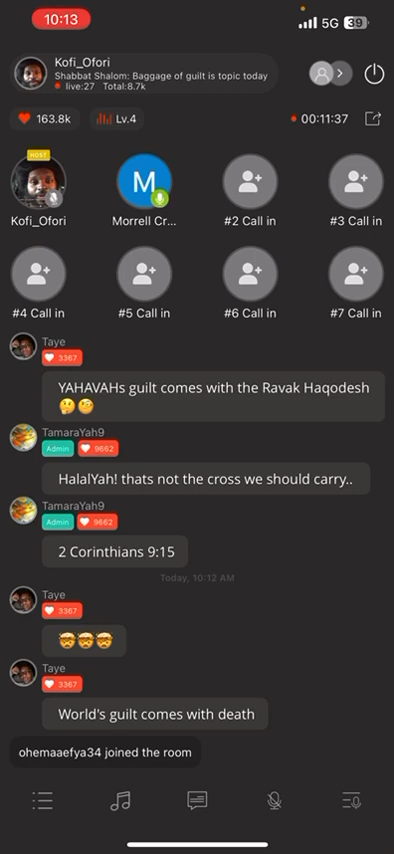 10:13
5G 39
Kofi_Ofori
Shabbat Shalom: Baggage of guilt is topic today
live:27 Total:8.7k
163.8k
Lv.4
00:11:37
HOST
M
Kofi_Ofori
Morrell Cr...
#2 Call in
#3 Call in
#4 Call in
#5 Call in
#6 Call in
#7 Call in
Taye
3367
YAHAVAHs guilt comes with the Ravak Haqodesh
🤔🧐
TamaraYah9
Admin 9662
HalalYah! thats not the cross we should carry..
TamaraYah9
Admin 9662
2 Corinthians 9:15
Today, 10:12 AM
Taye
3367
🤯🤯🤯
Taye
3367
World's guilt comes with death
ohemaaefya34 joined the room